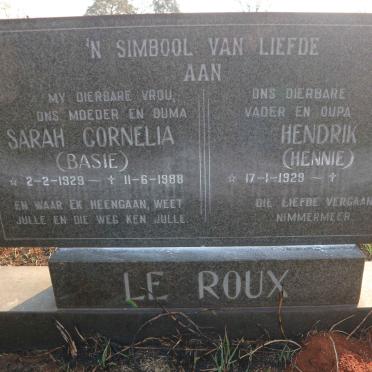 'N SIMBOOL VAN LIEFDE
AAN
MY DIERBARE VROU,
ONS MOEDER EN OUMA
SARAH CORNELIA
(BASIE)
☆ 2-2-1929 – † 11-6-1988
EN WAAR EK HEENGAAN, WEET
JULLE EN DIE WEG KEN JULLE.
ONS DIERBARE
VADER EN OUPA
HENDRIK
(HENNIE)
☆ 17-1-1929 – †
DIE LIEFDE VERGAAN
NIMMERMEER.
LE ROUX